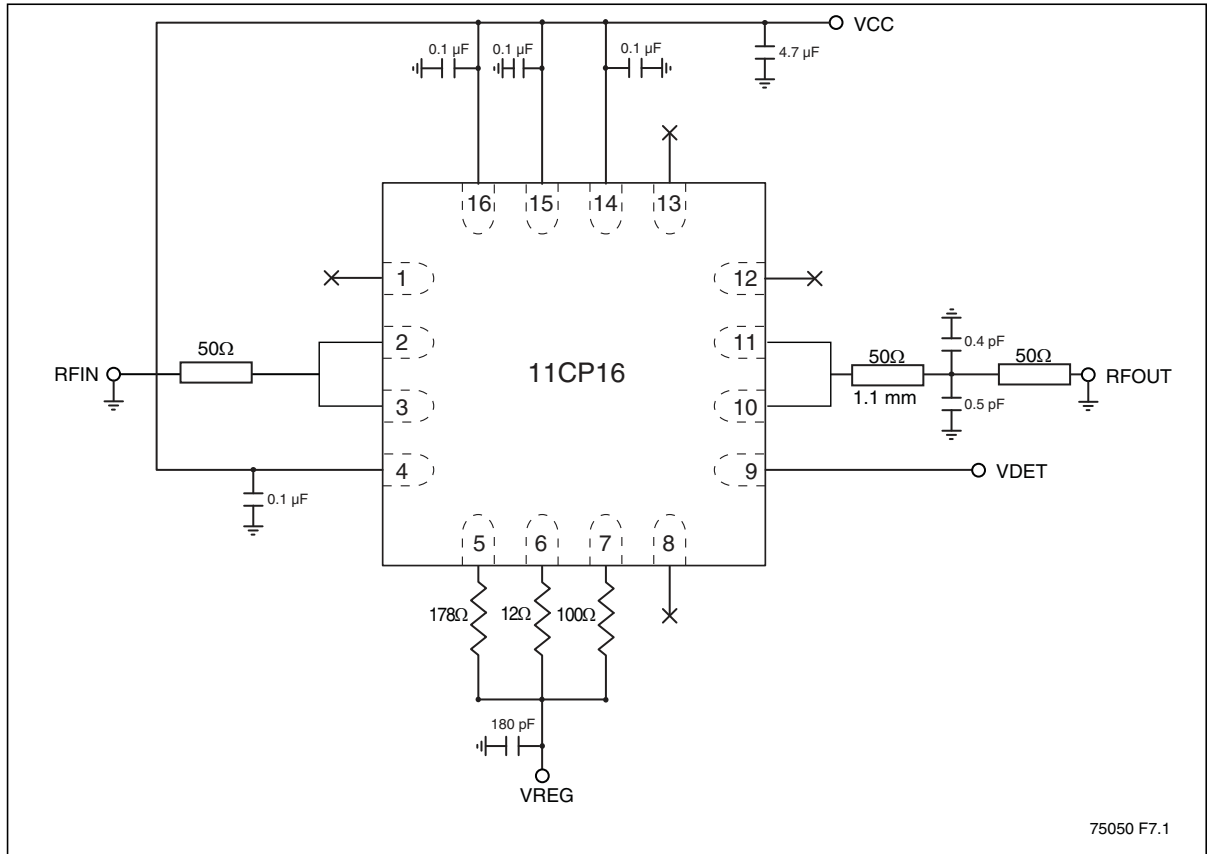 VCC
0.1 µF
0.1 µF
0.1 µF
4.7 µF
16
15
14
13
1
12
2
11
50Ω
RFIN
11CP16
50Ω
1.1 mm
0.4 pF
0.5 pF
50Ω
RFOUT
3
10
4
9
VDET
0.1 µF
5
6
7
8
178Ω
12Ω
100Ω
180 pF
VREG
75050 F7.1